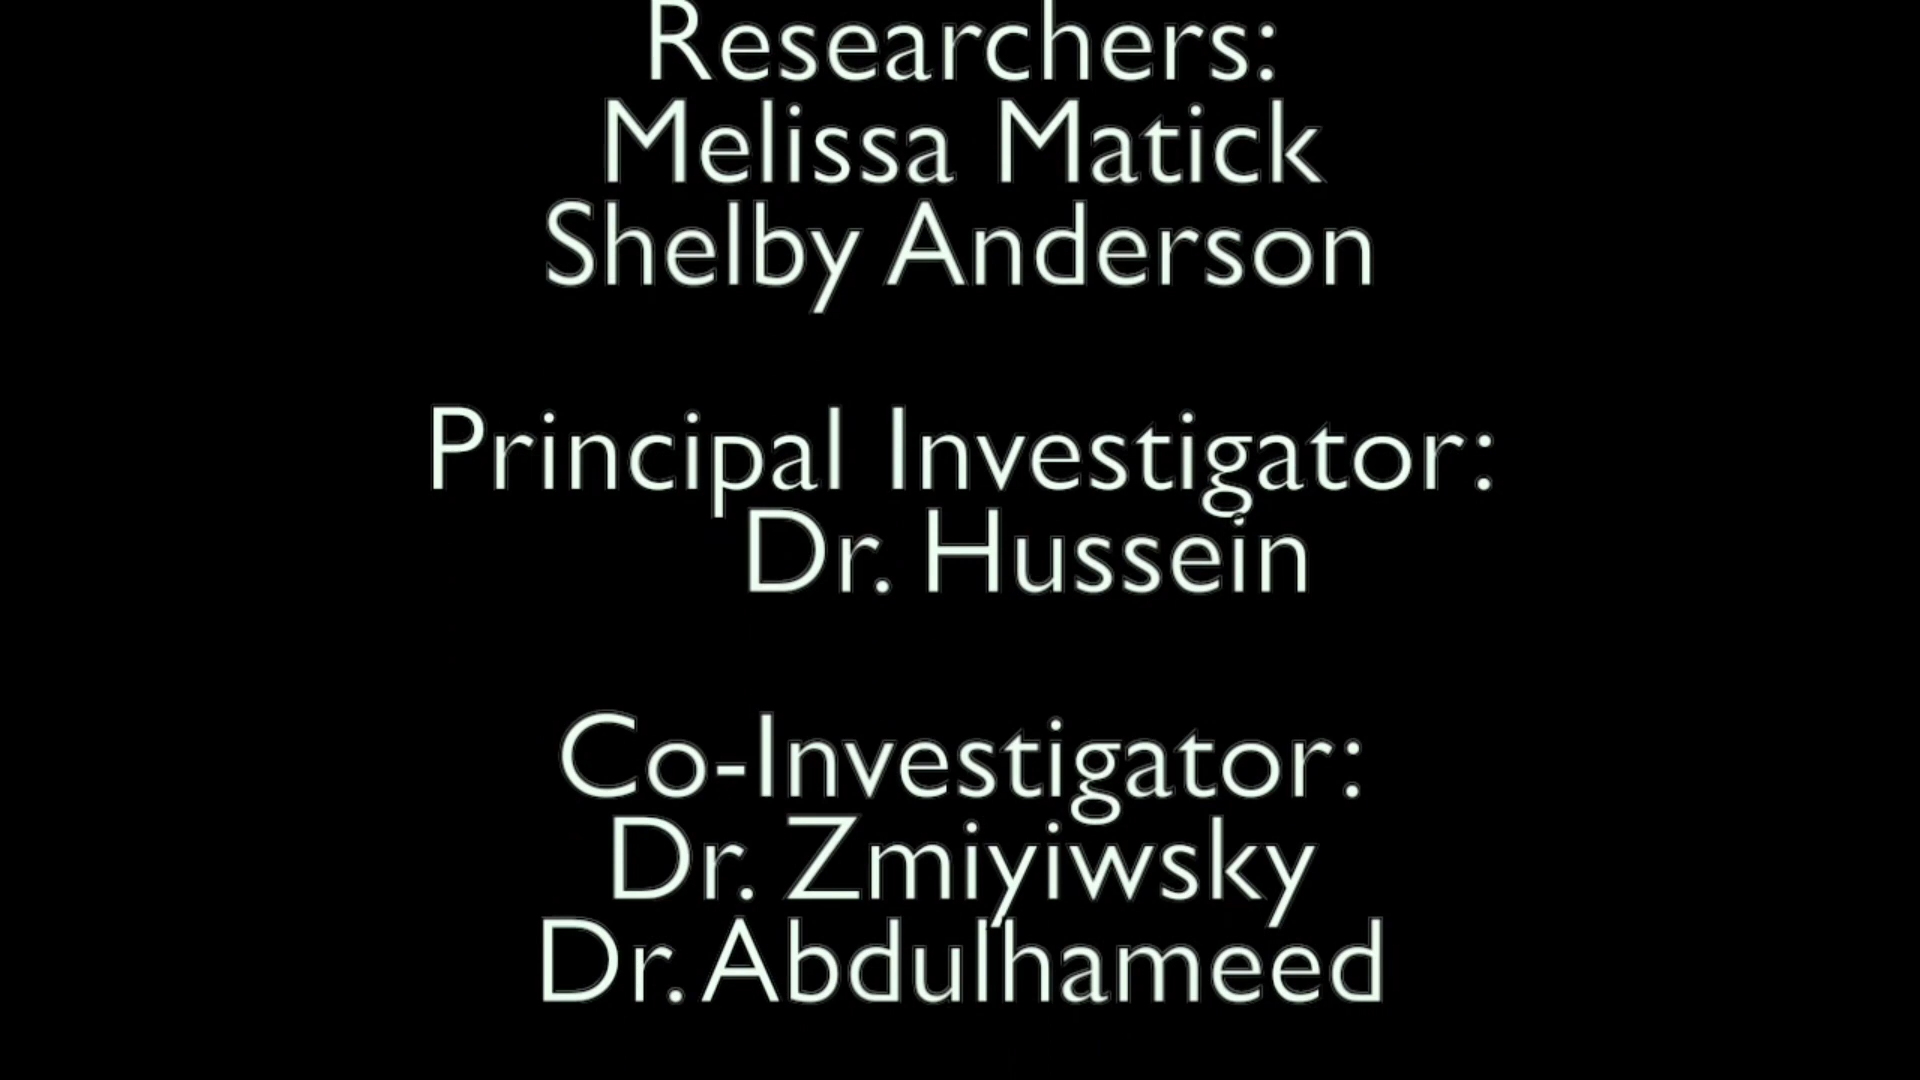 Researchers:
Melissa Matick
Shelby Anderson
Principal Investigator:
Dr. Hussein
Co-Investigator:
Dr. Zmiyiwsky
Dr. Abdulhameed